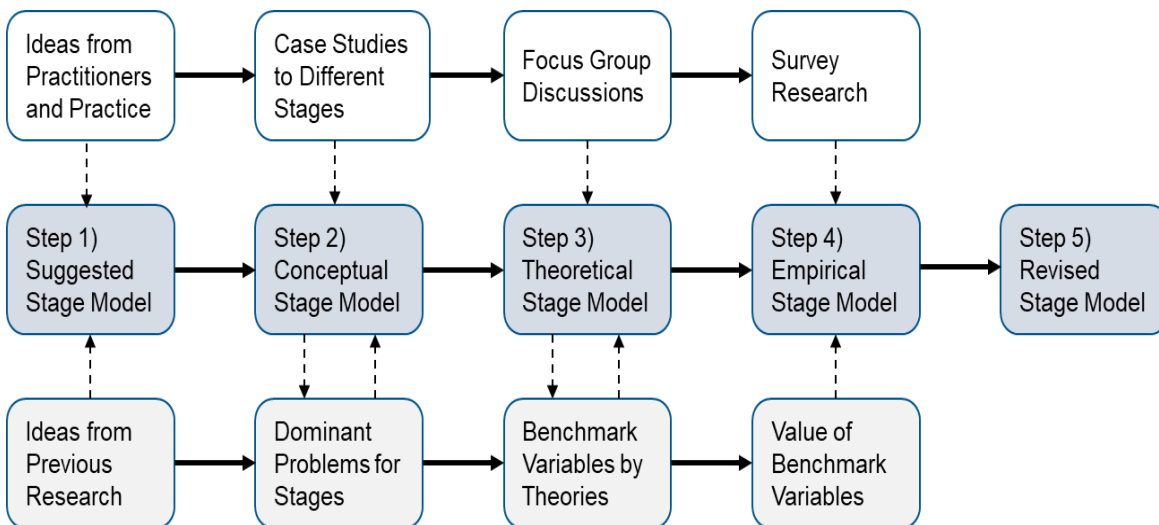 Ideas from
Practitioners
and Practice
Case Studies
to Different
Stages
Focus Group
Discussions
Survey
Research
Step 1)
Suggested
Stage Model
Step 2)
Conceptual
Stage Model
Step 3)
Theoretical
Stage Model
Step 4)
Empirical
Stage Model
Step 5)
Revised
Stage Model
Ideas from
Previous
Research
Dominant
Problems for
Stages
Benchmark
Variables by
Theories
Value of
Benchmark
Variables